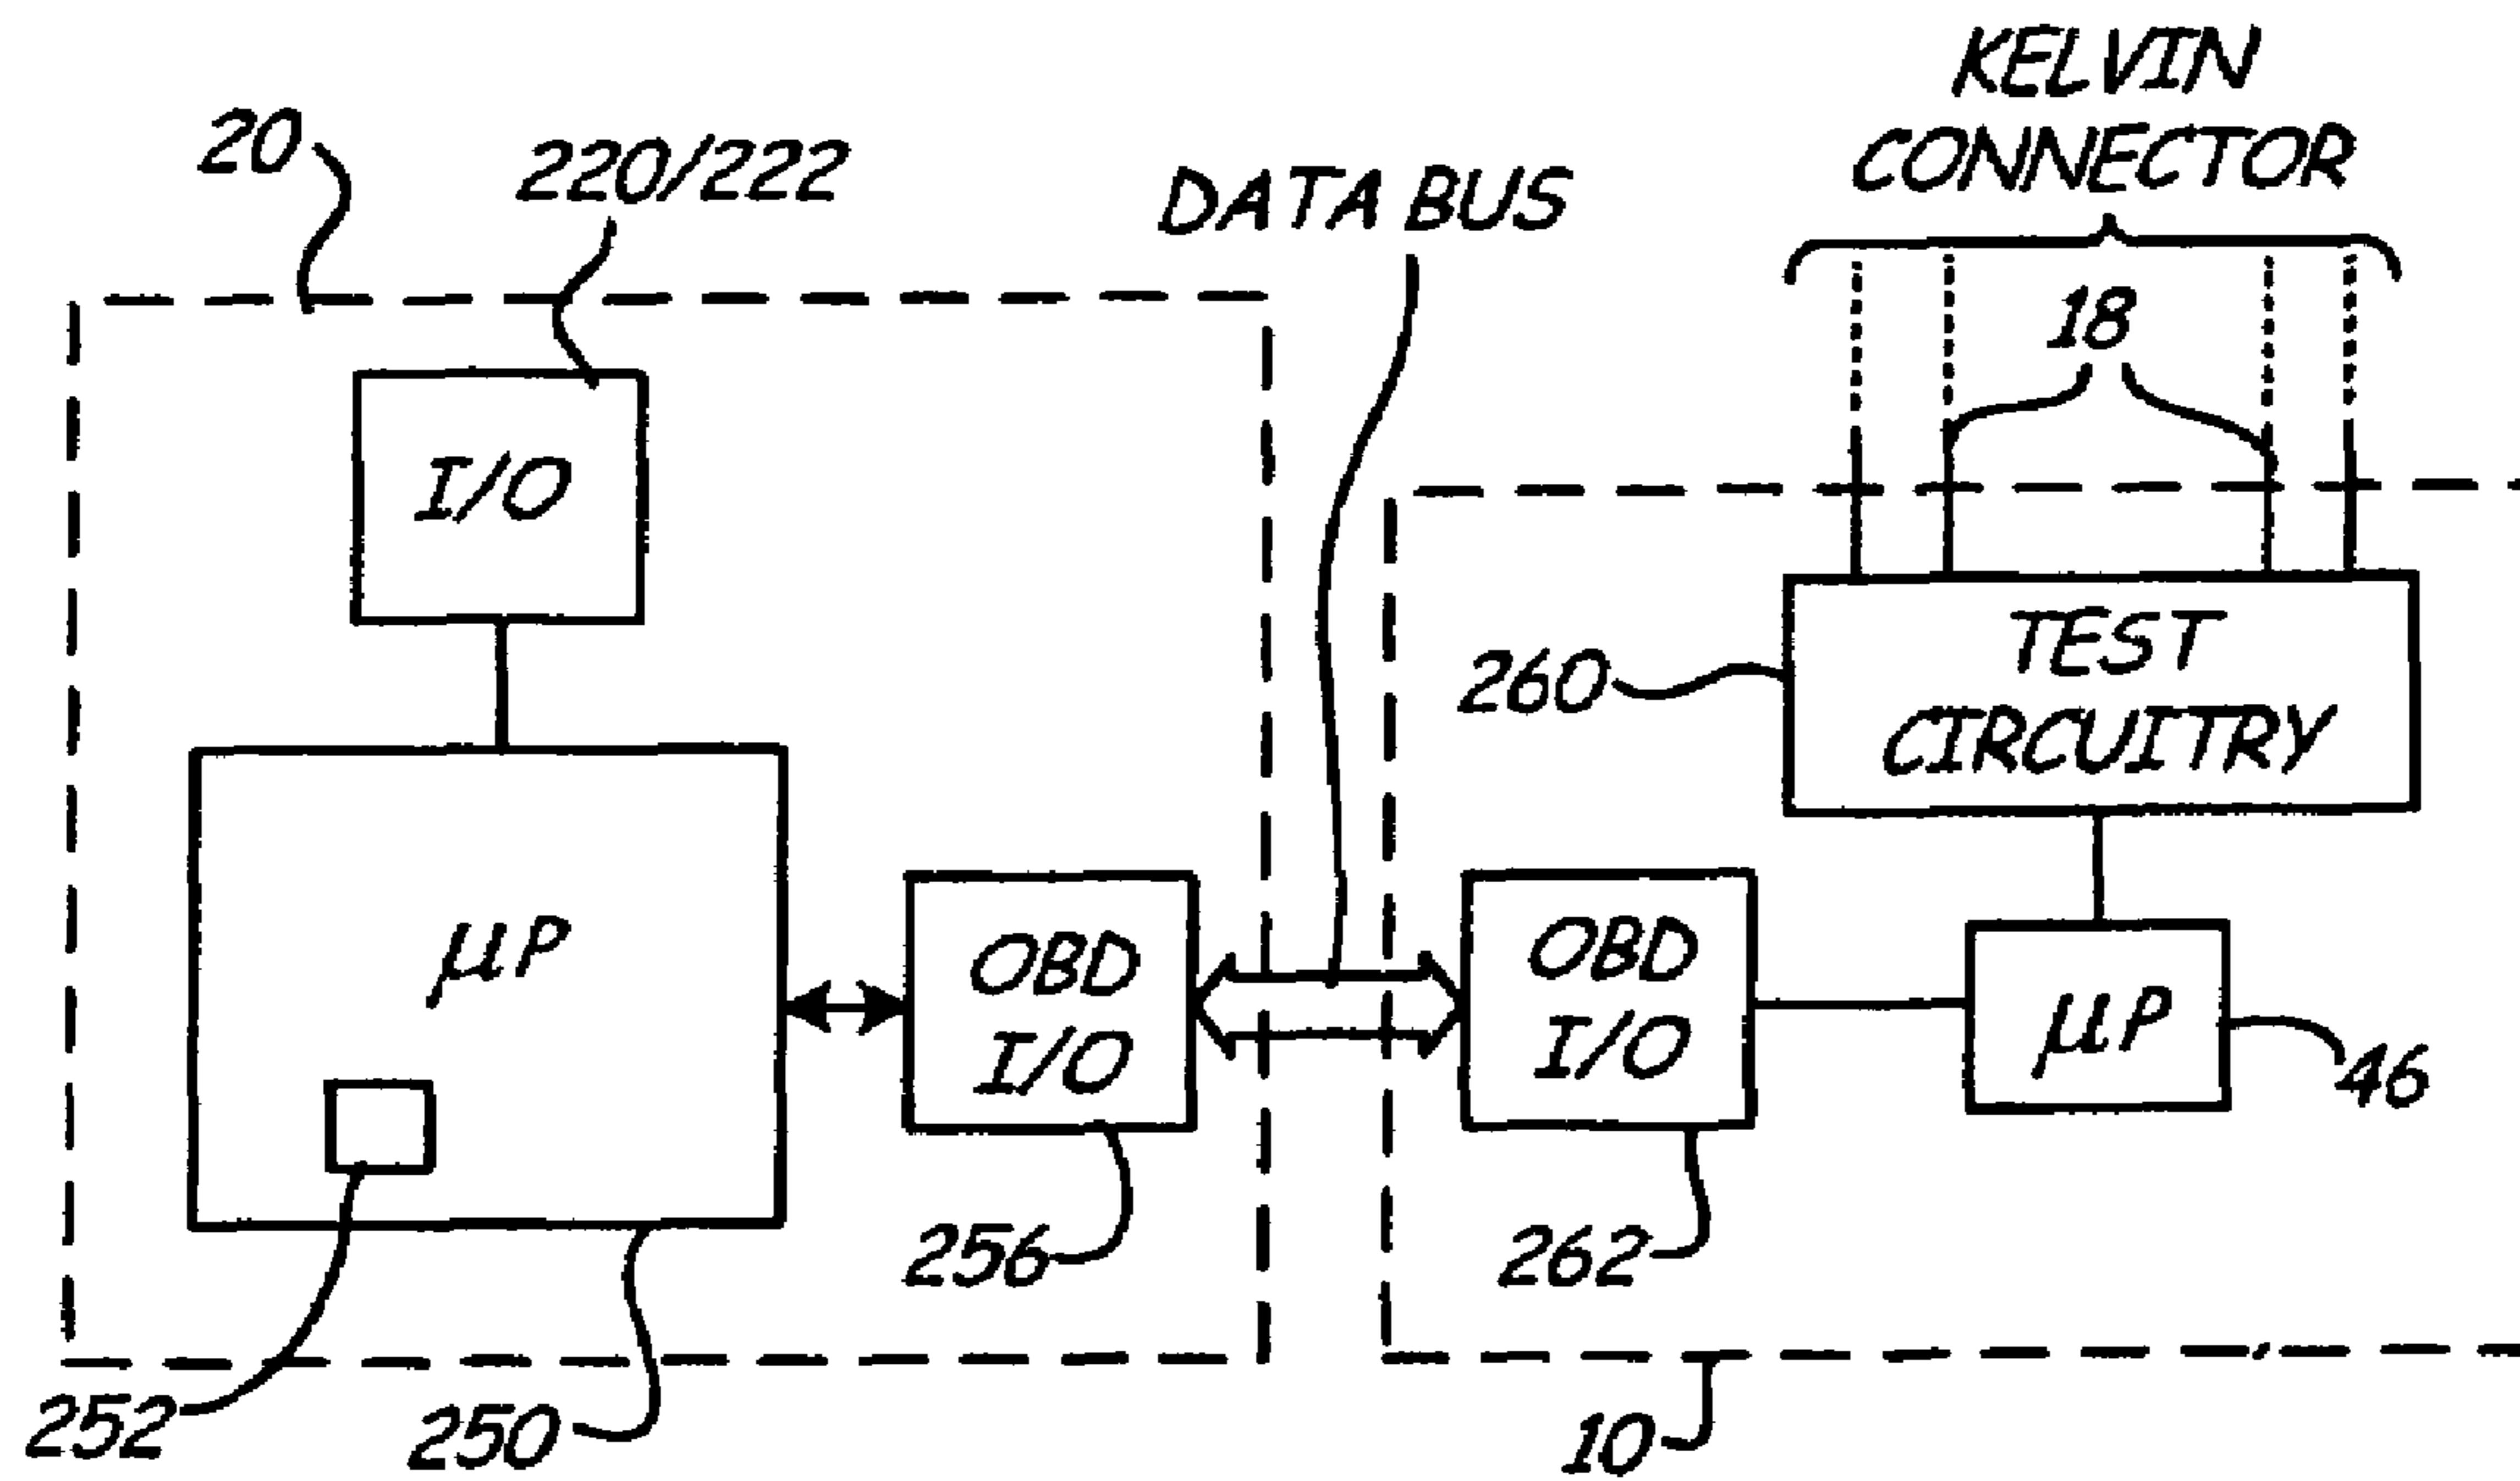 KELVIN
CONNECTOR
20
220/222
DATA BUS
18
I/O
TEST
CIRCUITRY
260
µP
OBD
I/O
OBD
I/O
µP
46
256
262
252
250
10